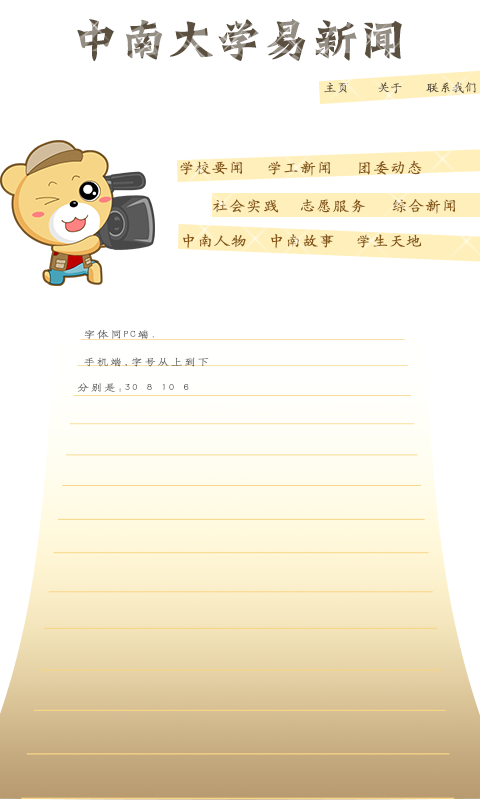 中南大学易新闻
主页 关于 联系我们
学校要闻 学工新闻 团委动态
社会实践 志愿服务 综合新闻
中南人物 中南故事 学生天地
字体同PC端.
手机端,字号从上到下
分别是:30 8 10 6